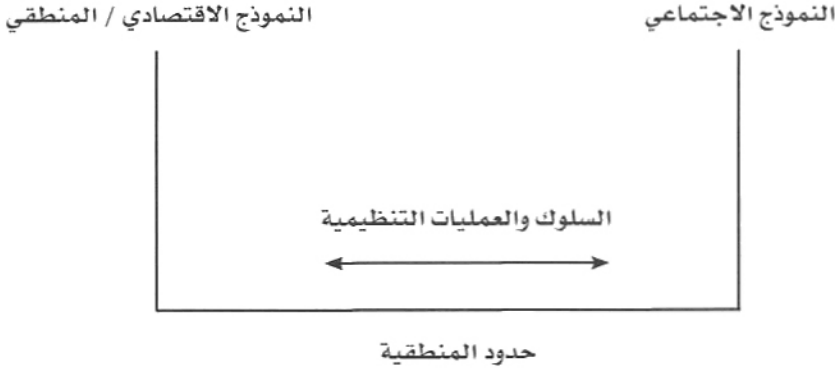 النموذج الاجتماعي
النموذج الاقتصادي / المنطقي
السلوك والعمليات التنظيمية
حدود المنطقية